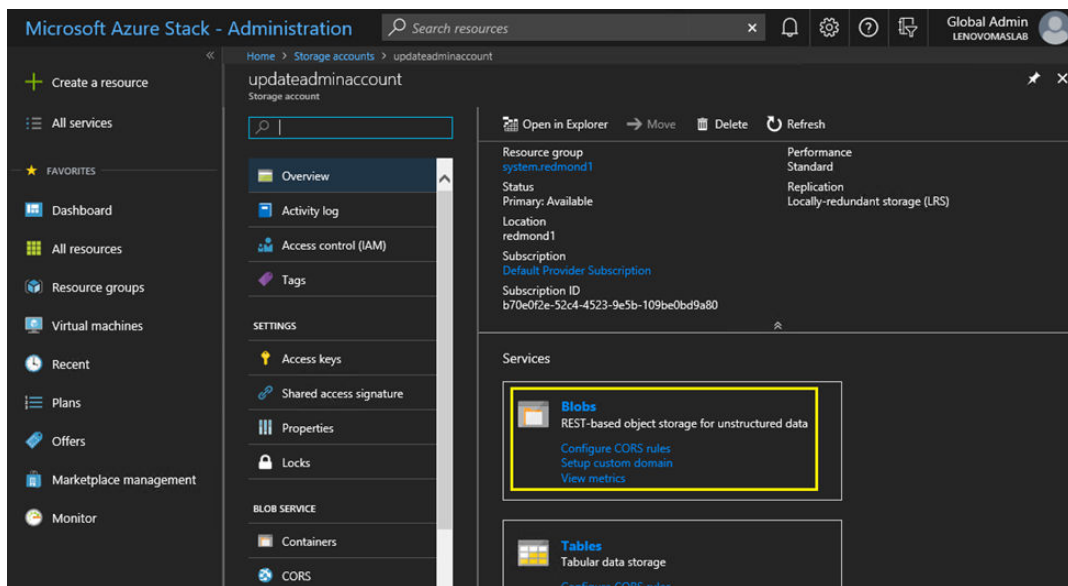 Microsoft Azure Stack - Administration
Search resources
Global Admin
LENOVOMASLAB
Home > Storage accounts > updateadminaccount
updateadminaccount
Storage account
Create a resource
All services
FAVORITES
Dashboard
All resources
Resource groups
Virtual machines
Recent
Plans
Offers
Marketplace management
Monitor
Overview
Activity log
Access control (IAM)
Tags
SETTINGS
Access keys
Shared access signature
Properties
Locks
BLOB SERVICE
Containers
CORS
Open in Explorer
Move
Delete
Refresh
Resource group
system.redmond1
Status
Primary: Available
Location
redmond1
Subscription
Default Provider Subscription
Subscription ID
b70e0f2e-52c4-4523-9e5b-109be0bd9a80
Performance
Standard
Replication
Locally-redundant storage (LRS)
Services
Blobs
REST-based object storage for unstructured data
Configure CORS rules
Setup custom domain
View metrics
Tables
Tabular data storage
Configure CORS rules